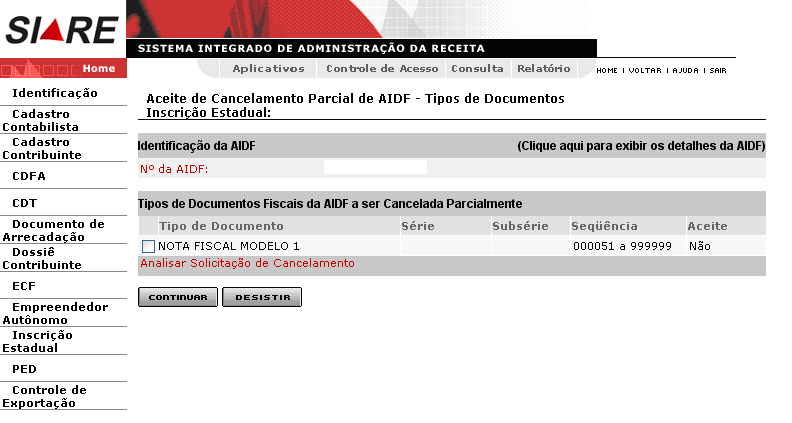 SIARE
SISTEMA INTEGRADO DE ADMINISTRAÇÃO DA RECEITA
Home
Aplicativos
Controle de Acesso
Consulta
Relatório
HOME | VOLTAR | AJUDA | SAIR
Identificação
Cadastro
Contabilista
Cadastro
Contribuinte
CDFA
CDT
Documento de
Arrecadação
Dossiê
Contribuinte
ECF
Empreendedor
Autônomo
Inscrição
Estadual
PED
Controle de
Exportação
Aceite de Cancelamento Parcial de AIDF - Tipos de Documentos
Inscrição Estadual:
Identificação da AIDF (Clique aqui para exibir os detalhes da AIDF)
Nº da AIDF:
Tipos de Documentos Fiscais da AIDF a ser Cancelada Parcialmente
Tipo de Documento Série Subsérie Seqüência Aceite
NOTA FISCAL MODELO 1 000051 a 999999 Não
Analisar Solicitação de Cancelamento
CONTINUAR DESISTIR